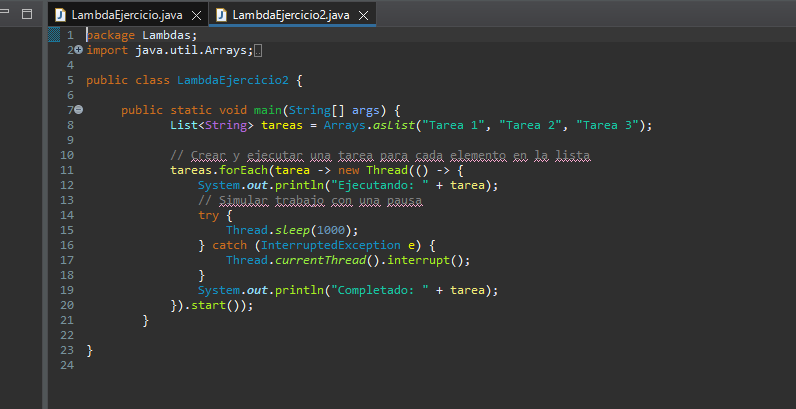 LambdaEjercicio.java LambdaEjercicio2.java
1 package Lambdas;
2 import java.util.Arrays;
4
5 public class LambdaEjercicio2 {
6
7 public static void main(String[] args) {
8 List<String> tareas = Arrays.asList("Tarea 1", "Tarea 2", "Tarea 3");
9
10 // Crear y ejecutar una tarea para cada elemento en la lista
11 tareas.forEach(tarea -> new Thread(() -> {
12 System.out.println("Ejecutando: " + tarea);
13 // Simular trabajo con una pausa
14 try {
15 Thread.sleep(1000);
16 } catch (InterruptedException e) {
17 Thread.currentThread().interrupt();
18 }
19 System.out.println("Completado: " + tarea);
20 }).start());
21 }
22
23 }
24